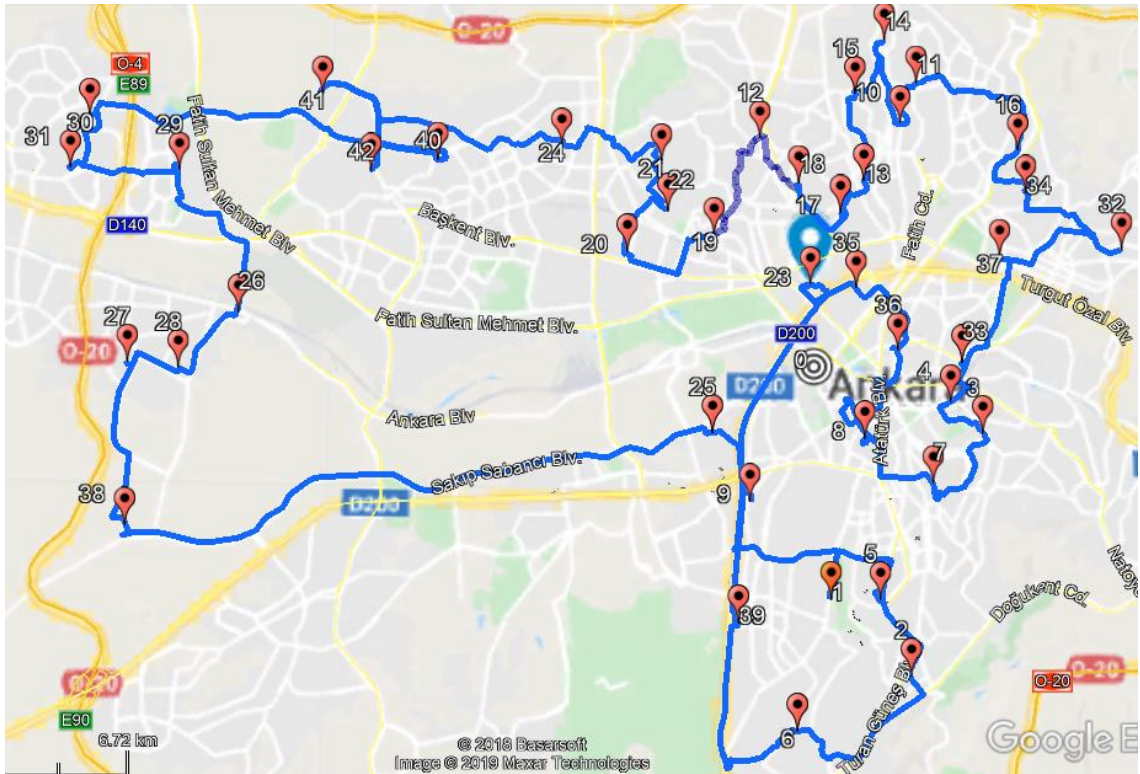 O-20
14
O-4
E89
15
11
41
12
10
30
16
31
29
42
40
24
18
13
21
22
34
Fatih Sultan Mehmet Blv
Fatih Cd.
D140
Başkent Blv.
17
19
20
32
35
37
23
26
Turgut Özal Blv.
Fatih Sultan Mehmet Blv.
36
27
28
D200
33
O-20
0
Ankara
4
3
25
D200
Ankara Blv
8
Atatürk Blv.
7
Sakıp Sabancı Blv.
9
38
D200
5
1
39
Doğukent Cd.
2
O-20
O-20
O-20
Turan Güneş Blv
E90
6
6.72 km
© 2018 Basarsoft
Image © 2019 Maxar Technologies
Google E